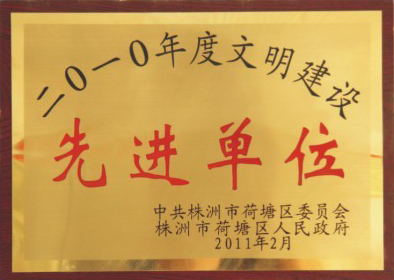 二○一○年度文明建设
先进单位
中共株洲市荷塘区委员会
株洲市荷塘区人民政府
2011年2月